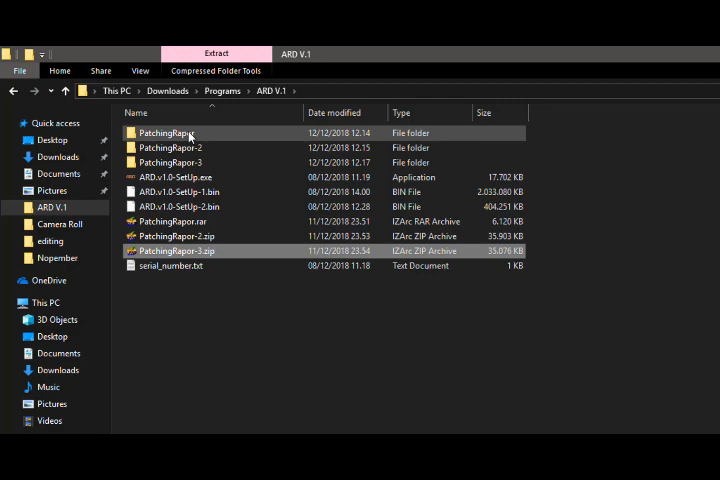 Extract ARD V.1
File Home Share View Compressed Folder Tools
This PC Downloads Programs ARD V.1
Name Date modified Type Size
Quick access
Desktop
Downloads
Documents
Pictures
ARD V.1
Camera Roll
editing
Nopember
OneDrive
This PC
3D Objects
Desktop
Documents
Downloads
Music
Pictures
Videos
PatchingRapor 12/12/2018 12.14 File folder
PatchingRapor-2 12/12/2018 12.15 File folder
PatchingRapor-3 12/12/2018 12.17 File folder
ARD.v1.0-SetUp.exe 08/12/2018 11.19 Application 17.702 KB
ARD.v1.0-SetUp-1.bin 08/12/2018 14.00 BIN File 2.033.080 KB
ARD.v1.0-SetUp-2.bin 08/12/2018 12.28 BIN File 404.251 KB
PatchingRapor.rar 11/12/2018 23.51 IZArc RAR Archive 6.120 KB
PatchingRapor-2.zip 11/12/2018 23.53 IZArc ZIP Archive 35.903 KB
PatchingRapor-3.zip 11/12/2018 23.54 IZArc ZIP Archive 35.076 KB
serial_number.txt 08/12/2018 11.18 Text Document 1 KB